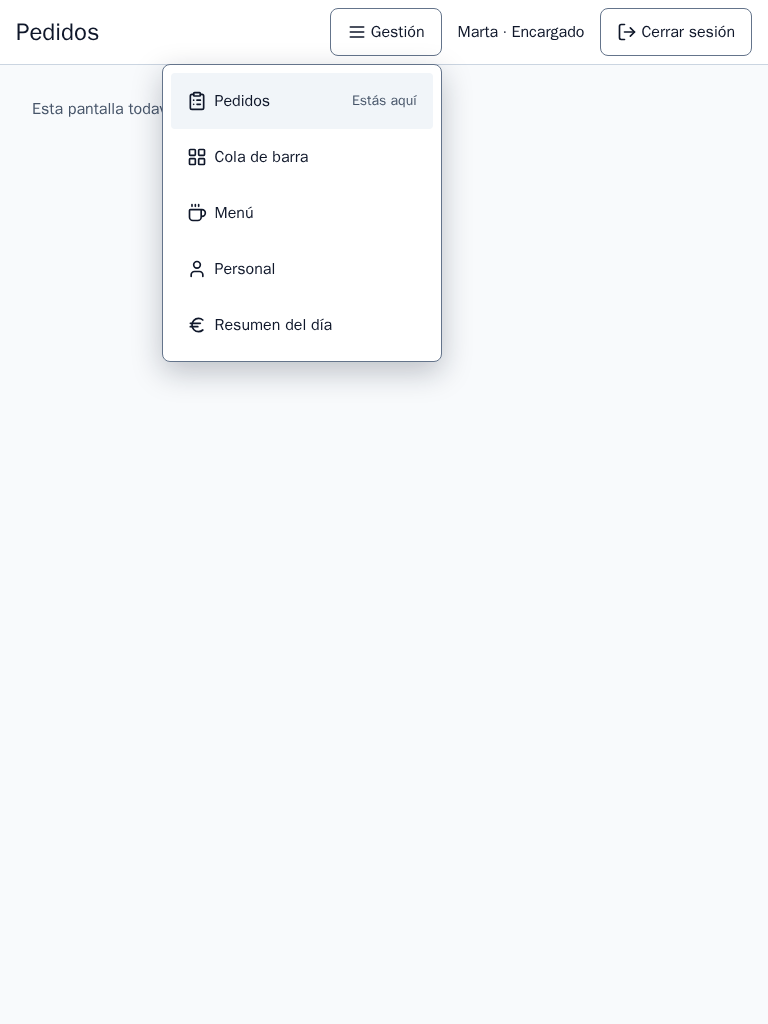 Pedidos
Gestión
Marta · Encargado
Cerrar sesión
Esta pantalla
Pedidos
Estás aquí
Cola de barra
Menú
Personal
Resumen del día